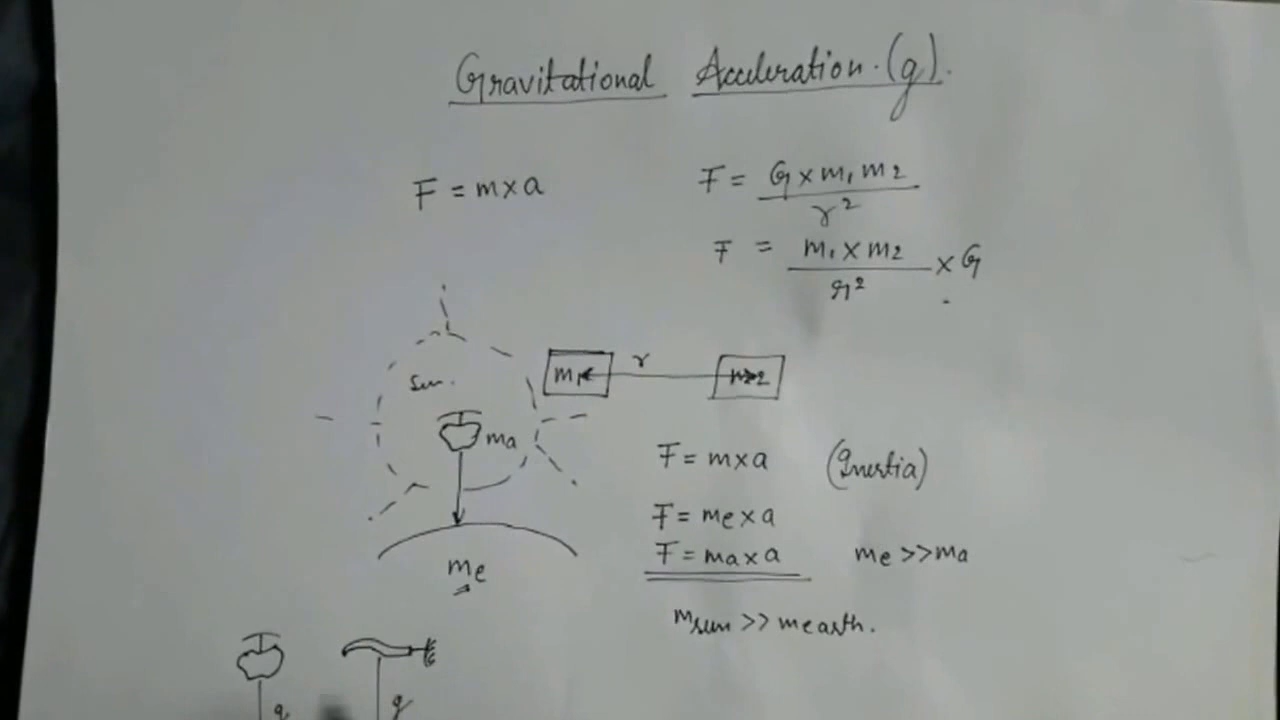 Gravitational Acceleration. (g).
F = m x a
F = G x m1 m2 / r²
F = m1 x m2 / r² x G
m1 r m2
Sun.
ma
F = m x a (Inertia)
F = me x a
F = ma x a me >> ma
me
msun >> mearth.
g g